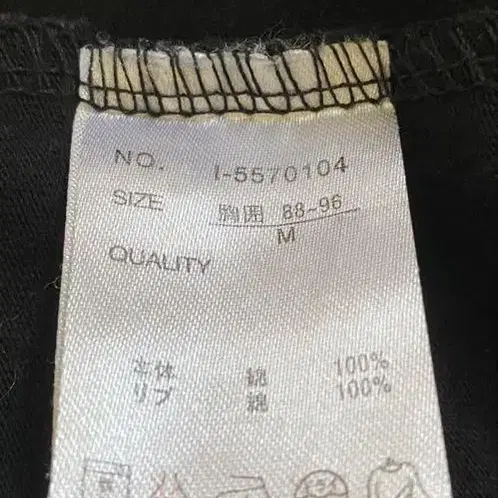 NO. I-5570104
SIZE 胸囲 88~96
M
QUALITY
本体 綿 100%
リブ 綿 100%